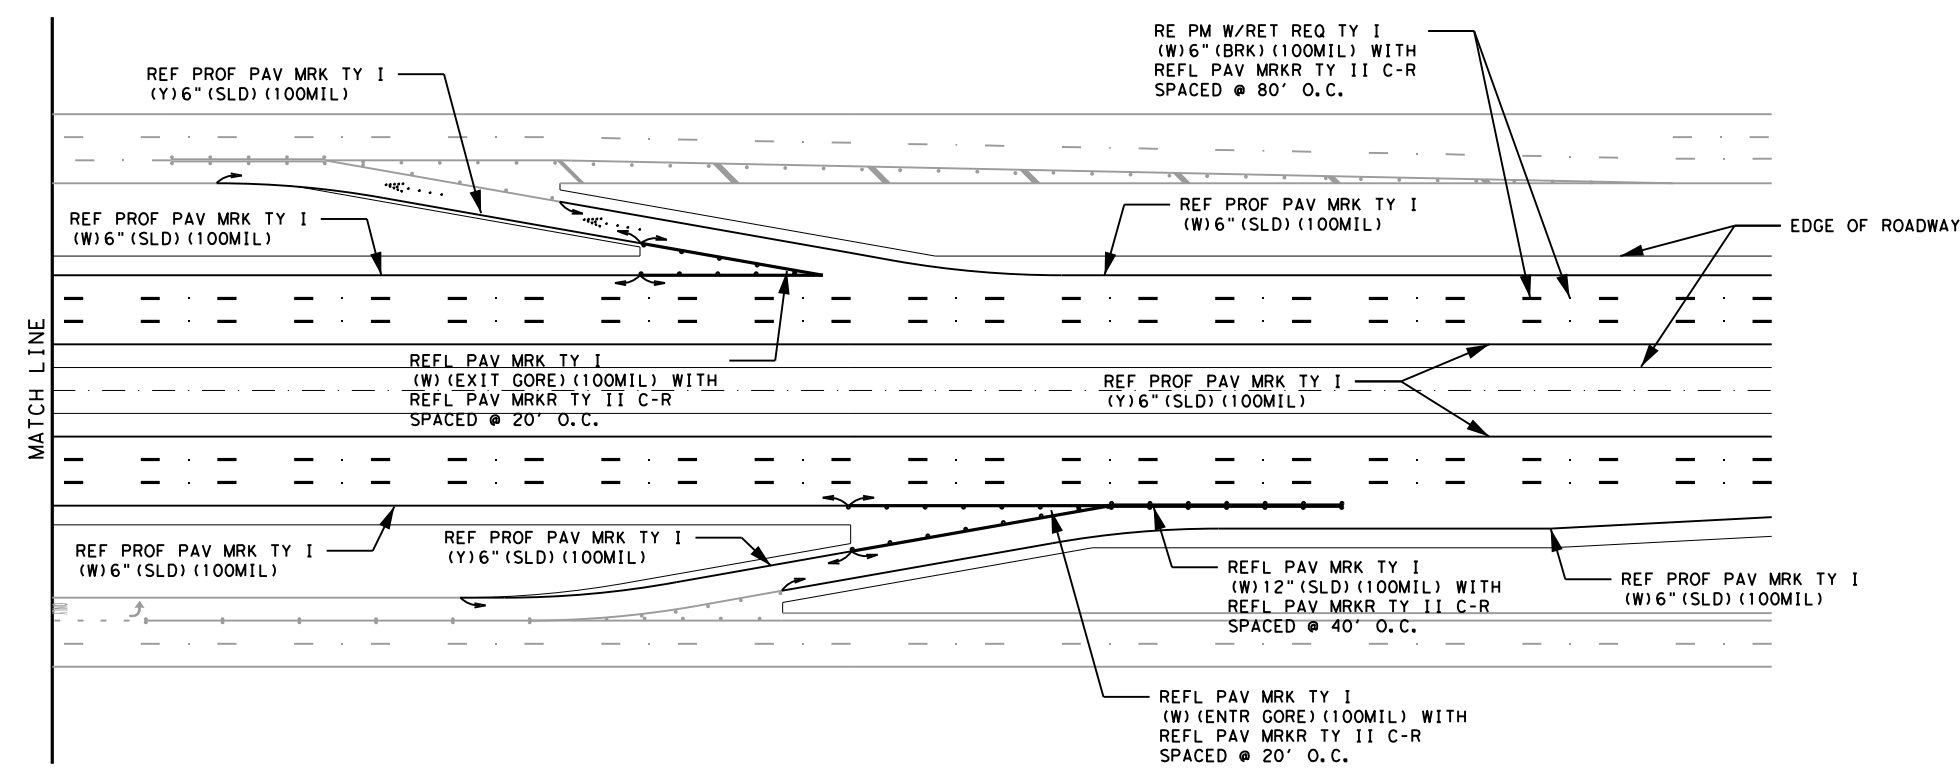 RE PM W/RET REQ TY I
(W)6"(BRK)(100MIL) WITH
REFL PAV MRKR TY II C-R
SPACED @ 80' O.C.
REF PROF PAV MRK TY I
(Y)6"(SLD)(100MIL)
REF PROF PAV MRK TY I
(W)6"(SLD)(100MIL)
REF PROF PAV MRK TY I
(W)6"(SLD)(100MIL)
EDGE OF ROADWAY
MATCH LINE
REFL PAV MRK TY I
(W)(EXIT GORE)(100MIL) WITH
REFL PAV MRKR TY II C-R
SPACED @ 20' O.C.
REF PROF PAV MRK TY I
(Y)6"(SLD)(100MIL)
REF PROF PAV MRK TY I
(W)6"(SLD)(100MIL)
REF PROF PAV MRK TY I
(Y)6"(SLD)(100MIL)
REFL PAV MRK TY I
(W)12"(SLD)(100MIL) WITH
REFL PAV MRKR TY II C-R
SPACED @ 40' O.C.
REF PROF PAV MRK TY I
(W)6"(SLD)(100MIL)
REFL PAV MRK TY I
(W)(ENTR GORE)(100MIL) WITH
REFL PAV MRKR TY II C-R
SPACED @ 20' O.C.